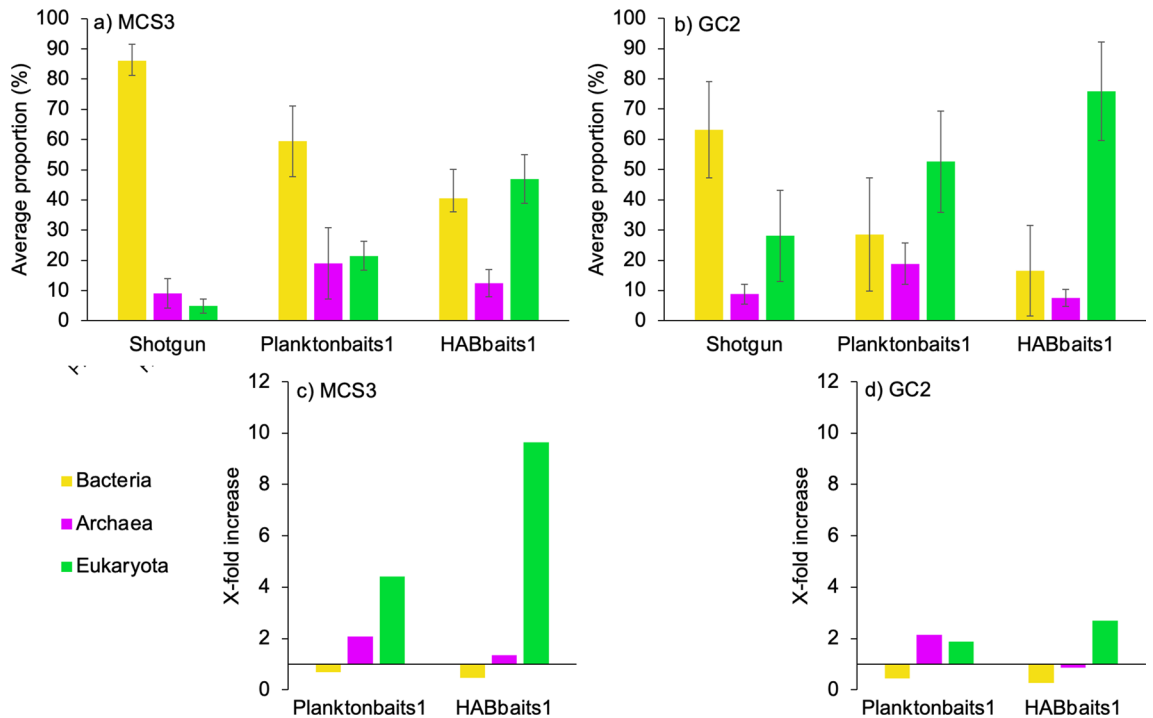 a) MCS3
Average proportion (%)
100
90
80
70
60
50
40
30
20
10
0
Shotgun Planktonbaits1 HABbaits1
b) GC2
Average proportion (%)
100
90
80
70
60
50
40
30
20
10
0
Shotgun Planktonbaits1 HABbaits1
Bacteria
Archaea
Eukaryota
c) MCS3
X-fold increase
12
10
8
6
4
2
0
Planktonbaits1 HABbaits1
d) GC2
X-fold increase
12
10
8
6
4
2
0
Planktonbaits1 HABbaits1